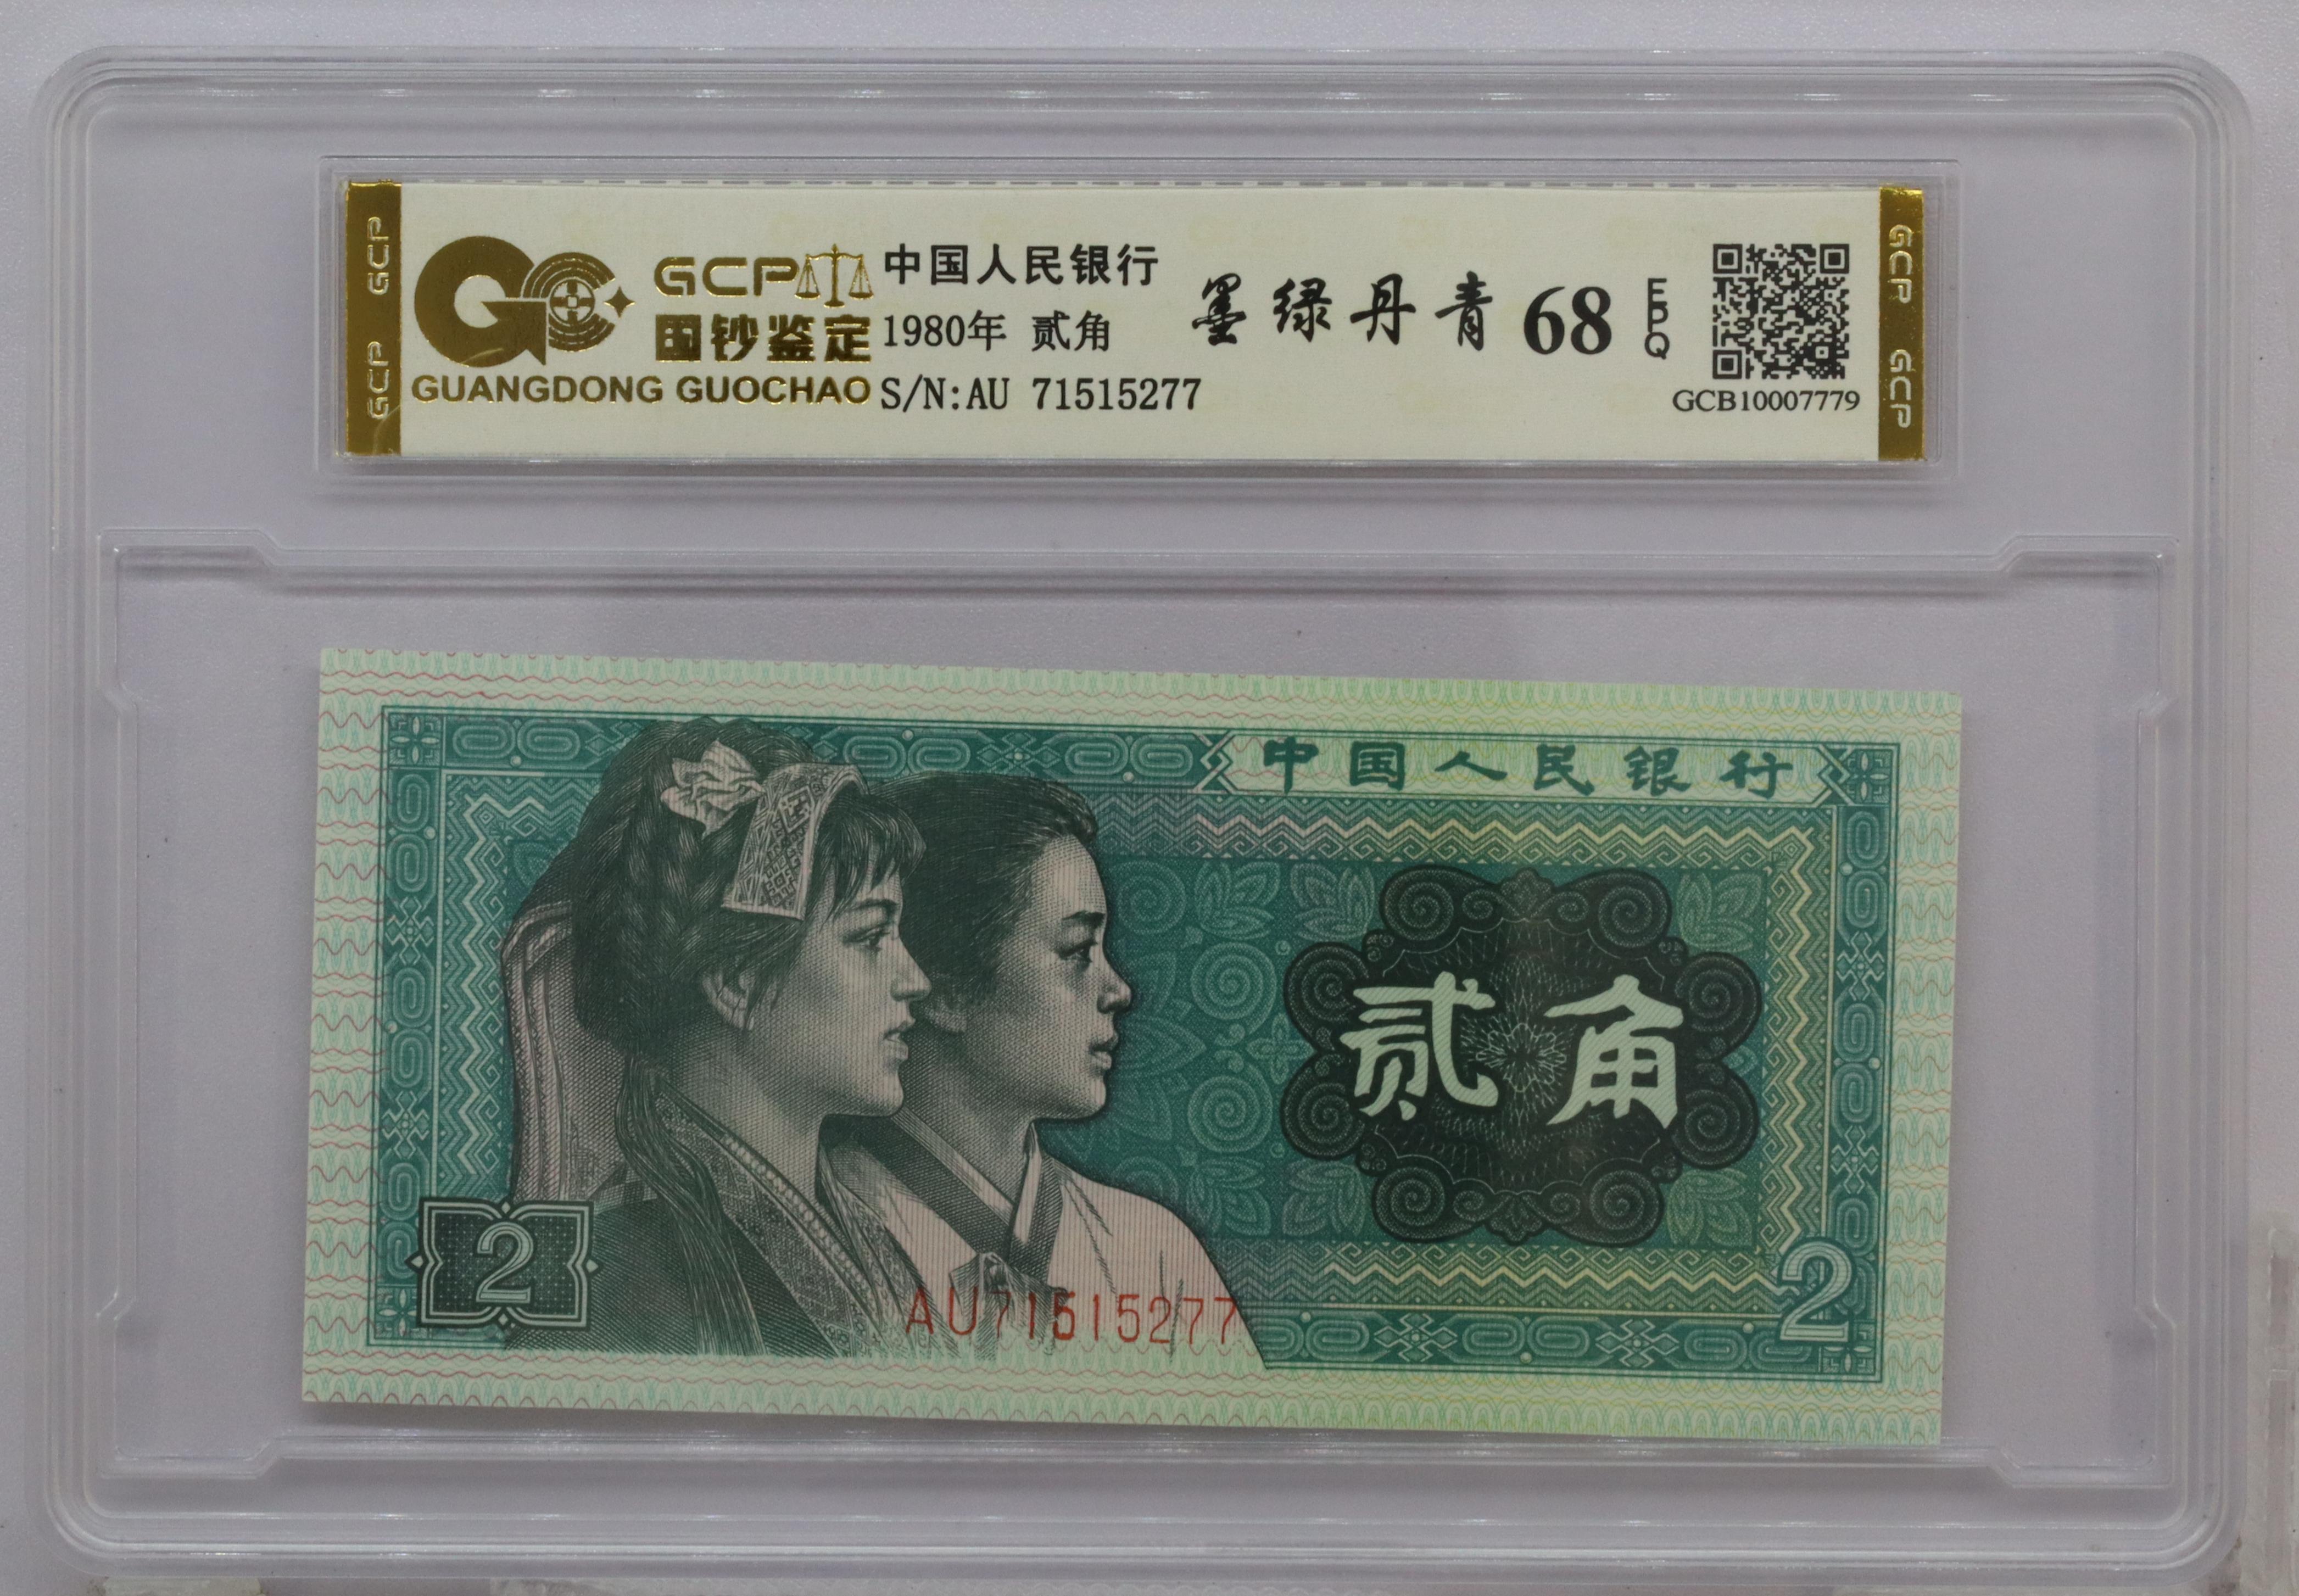 GCP GCP
GCP
国钞鉴定
GUANGDONG GUOCHAO
中国人民银行
1980年 贰角
S/N:AU 71515277
墨绿丹青 68 EPQ
GCB10007779
GCP GCP
中国人民银行
贰角
2
AU71515277
2